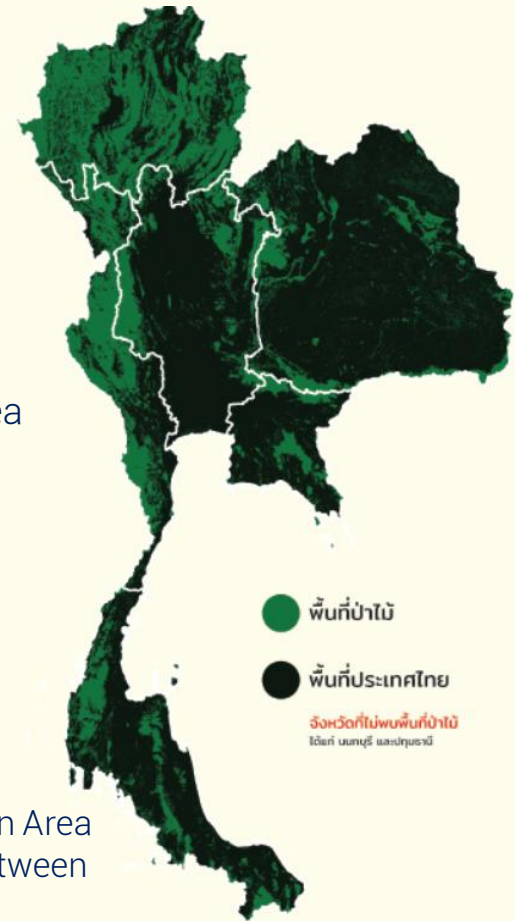 ea
พื้นที่ป่าไม้
พื้นที่ประเทศไทย
จังหวัดที่ไม่พบพื้นที่ป่าไม้
ได้แก่ นนทบุรี และปทุมธานี
n Area
tween